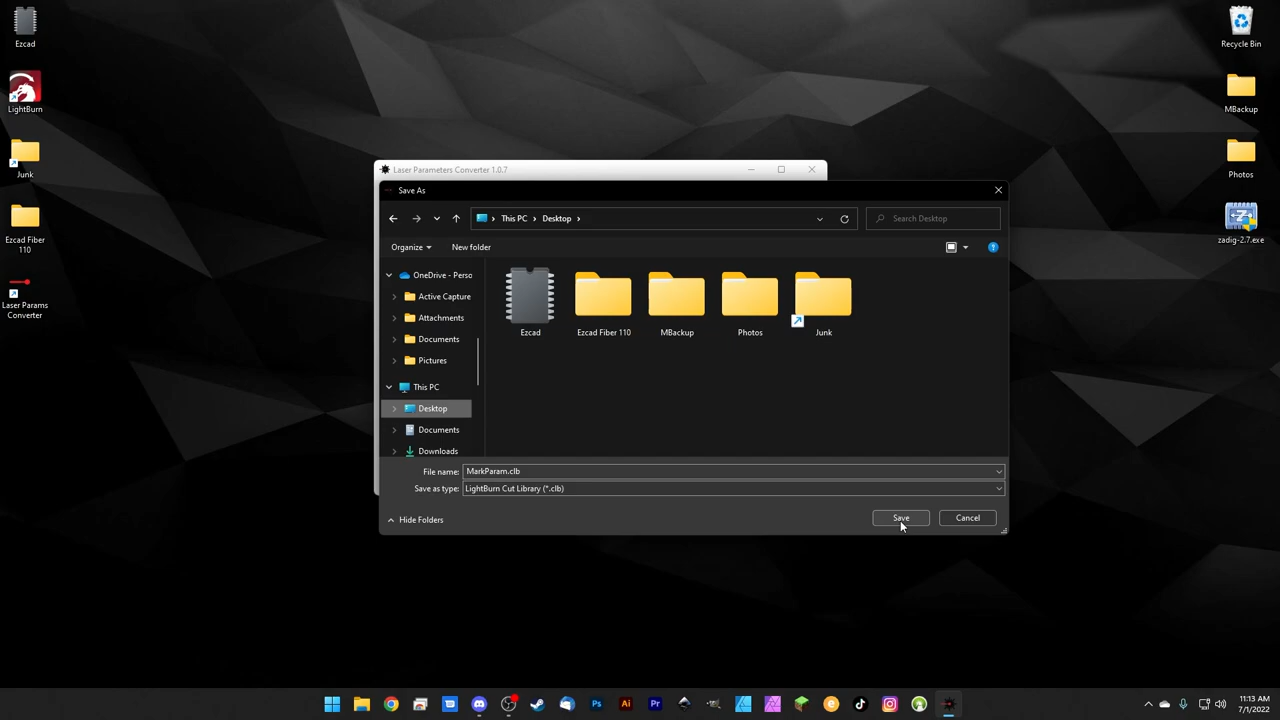 Ezcad
LightBurn
Junk
Ezcad Fiber
110
Laser Params
Converter
Recycle Bin
MBackup
Photos
zadig-2.7.exe
Laser Parameters Converter 1.0.7
Save As
This PC
Desktop
Search Desktop
Organize
New folder
OneDrive - Perso
Active Capture
Attachments
Documents
Pictures
This PC
Desktop
Documents
Downloads
Ezcad
Ezcad Fiber 110
MBackup
Photos
Junk
File name: MarkParam.clb
Save as type: LightBurn Cut Library (*.clb)
Hide Folders
Save
Cancel
Ps
Ai
Pr
11:13 AM
7/1/2022